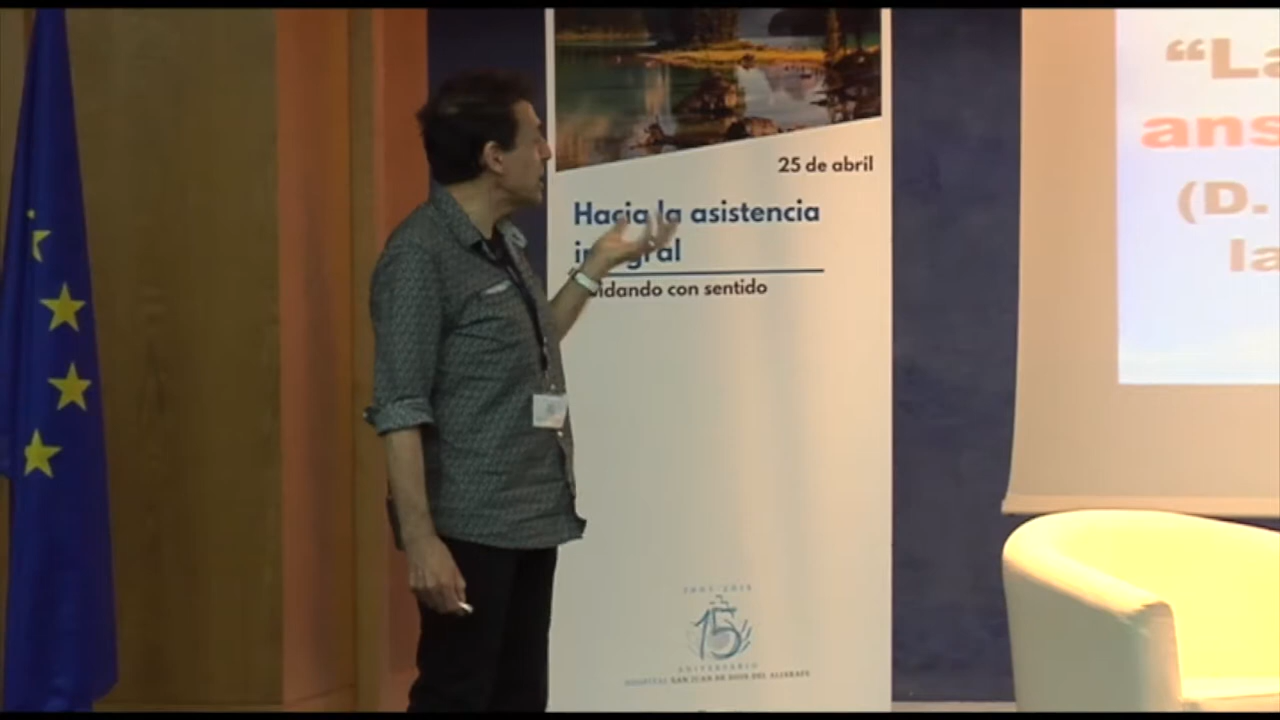 25 de abril
Hacia la asistencia
integral
Cuidando con sentido
15
ANIVERSARIO
HOSPITAL SAN JUAN DE DIOS DEL ALJARAFE
“La
ans
(D.
la